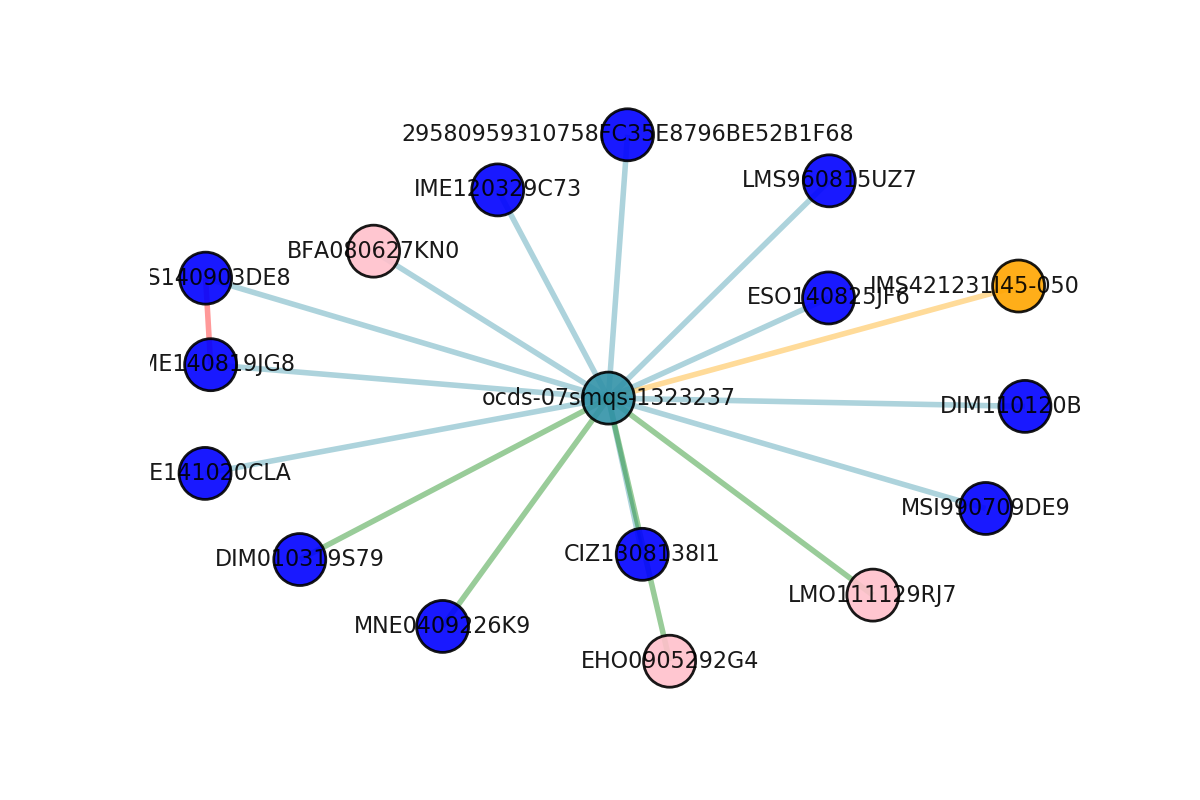 29580959310758FC35E8796BE52B1F68
IME120329C73
LMS960815UZ7
BFA080627KN0
S140903DE8
ESO140825JF6
IMS421231I45-050
ME140819JG8
ocds-07smqs-1323237
DIM110120B
E141020CLA
MSI990709DE9
DIM010319S79
CIZ1308138I1
LMO111129RJ7
MNE0409226K9
EHO0905292G4